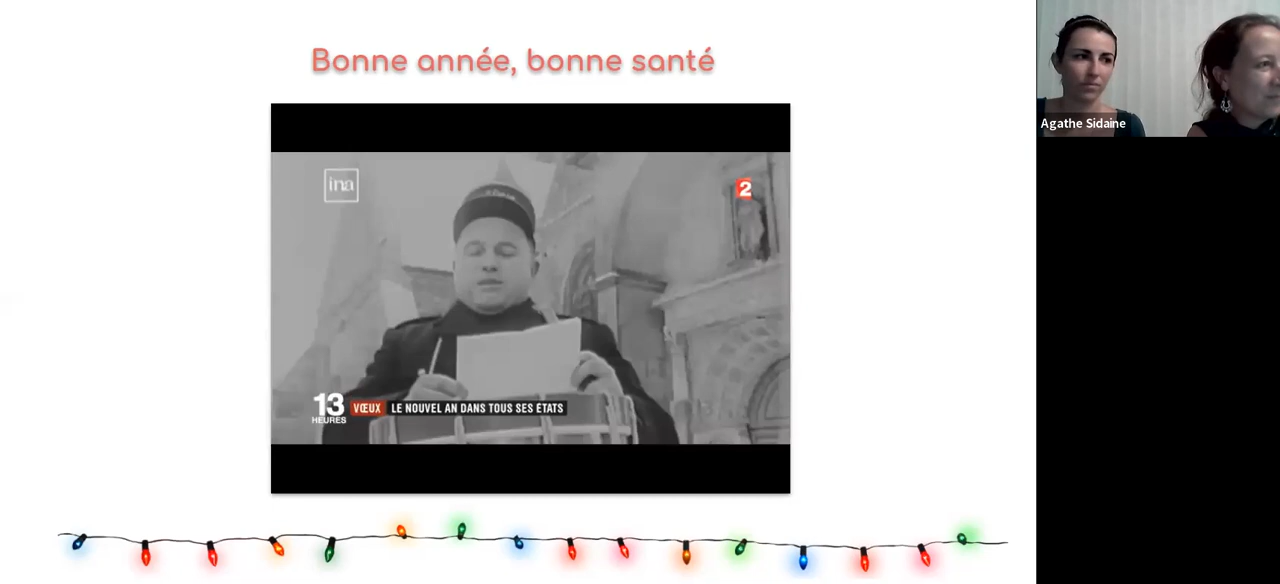 Bonne année, bonne santé
Agathe Sidaine
ina
2
13
HEURES
VŒUX LE NOUVEL AN DANS TOUS SES ÉTATS